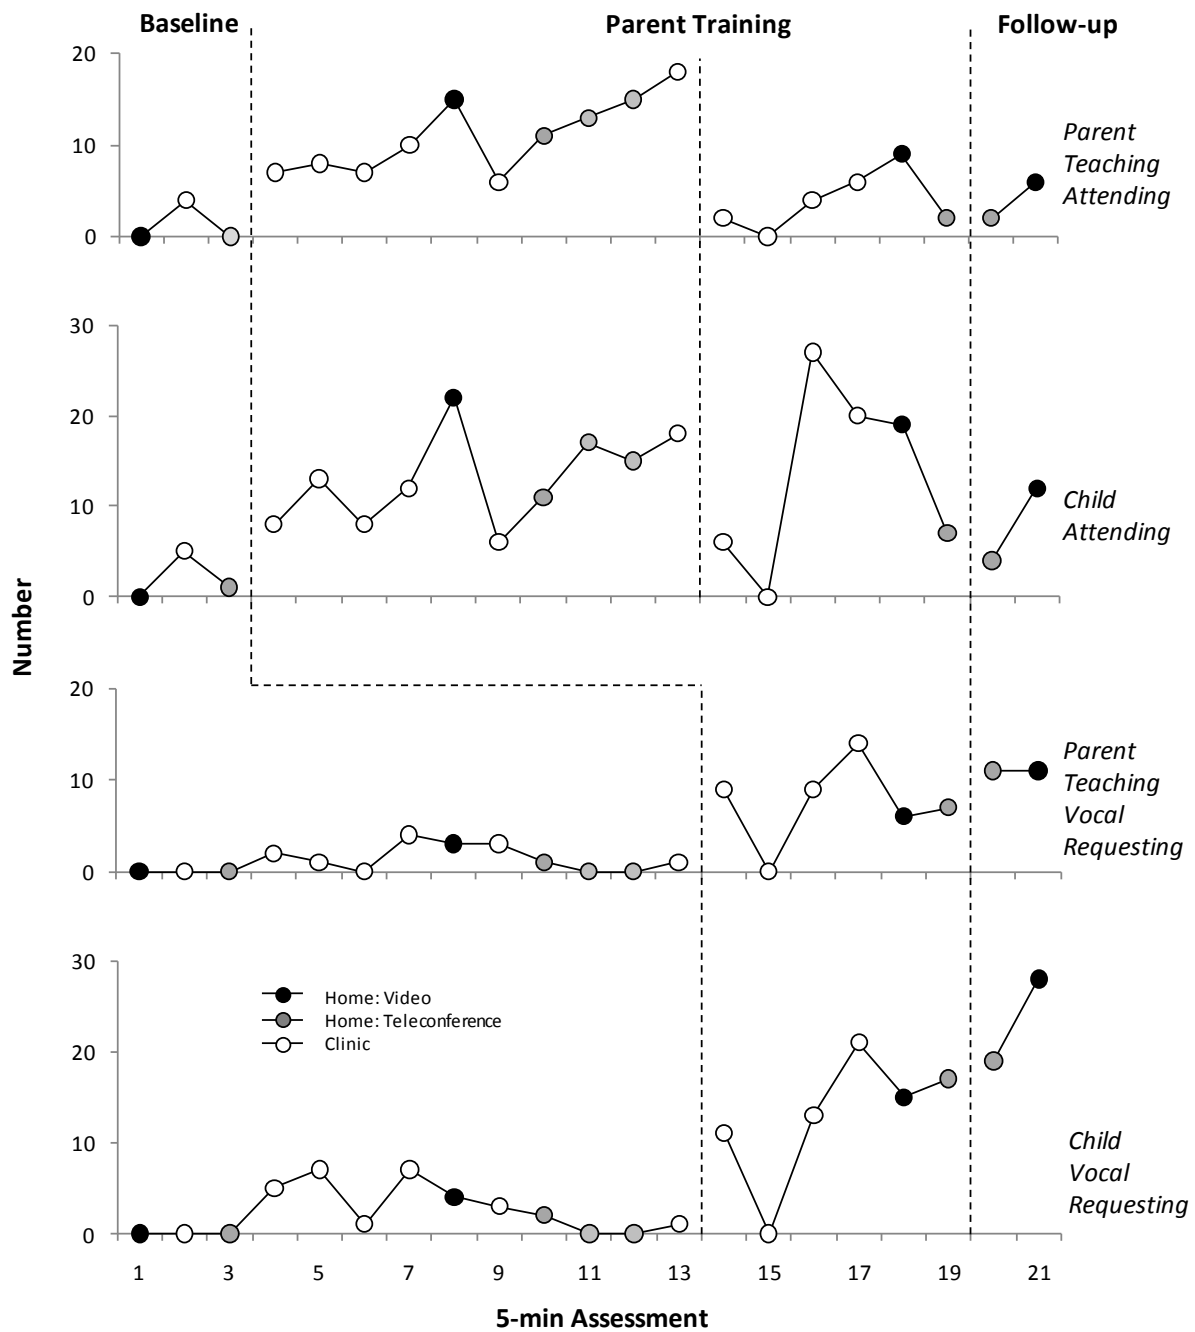 Baseline Parent Training Follow-up
20
10
0
Parent
Teaching
Attending
30
20
10
0
Child
Attending
Number
20
10
0
Parent
Teaching
Vocal
Requesting
30
20
10
0
Home: Video
Home: Teleconference
Clinic
Child
Vocal
Requesting
1 3 5 7 9 11 13 15 17 19 21
5-min Assessment